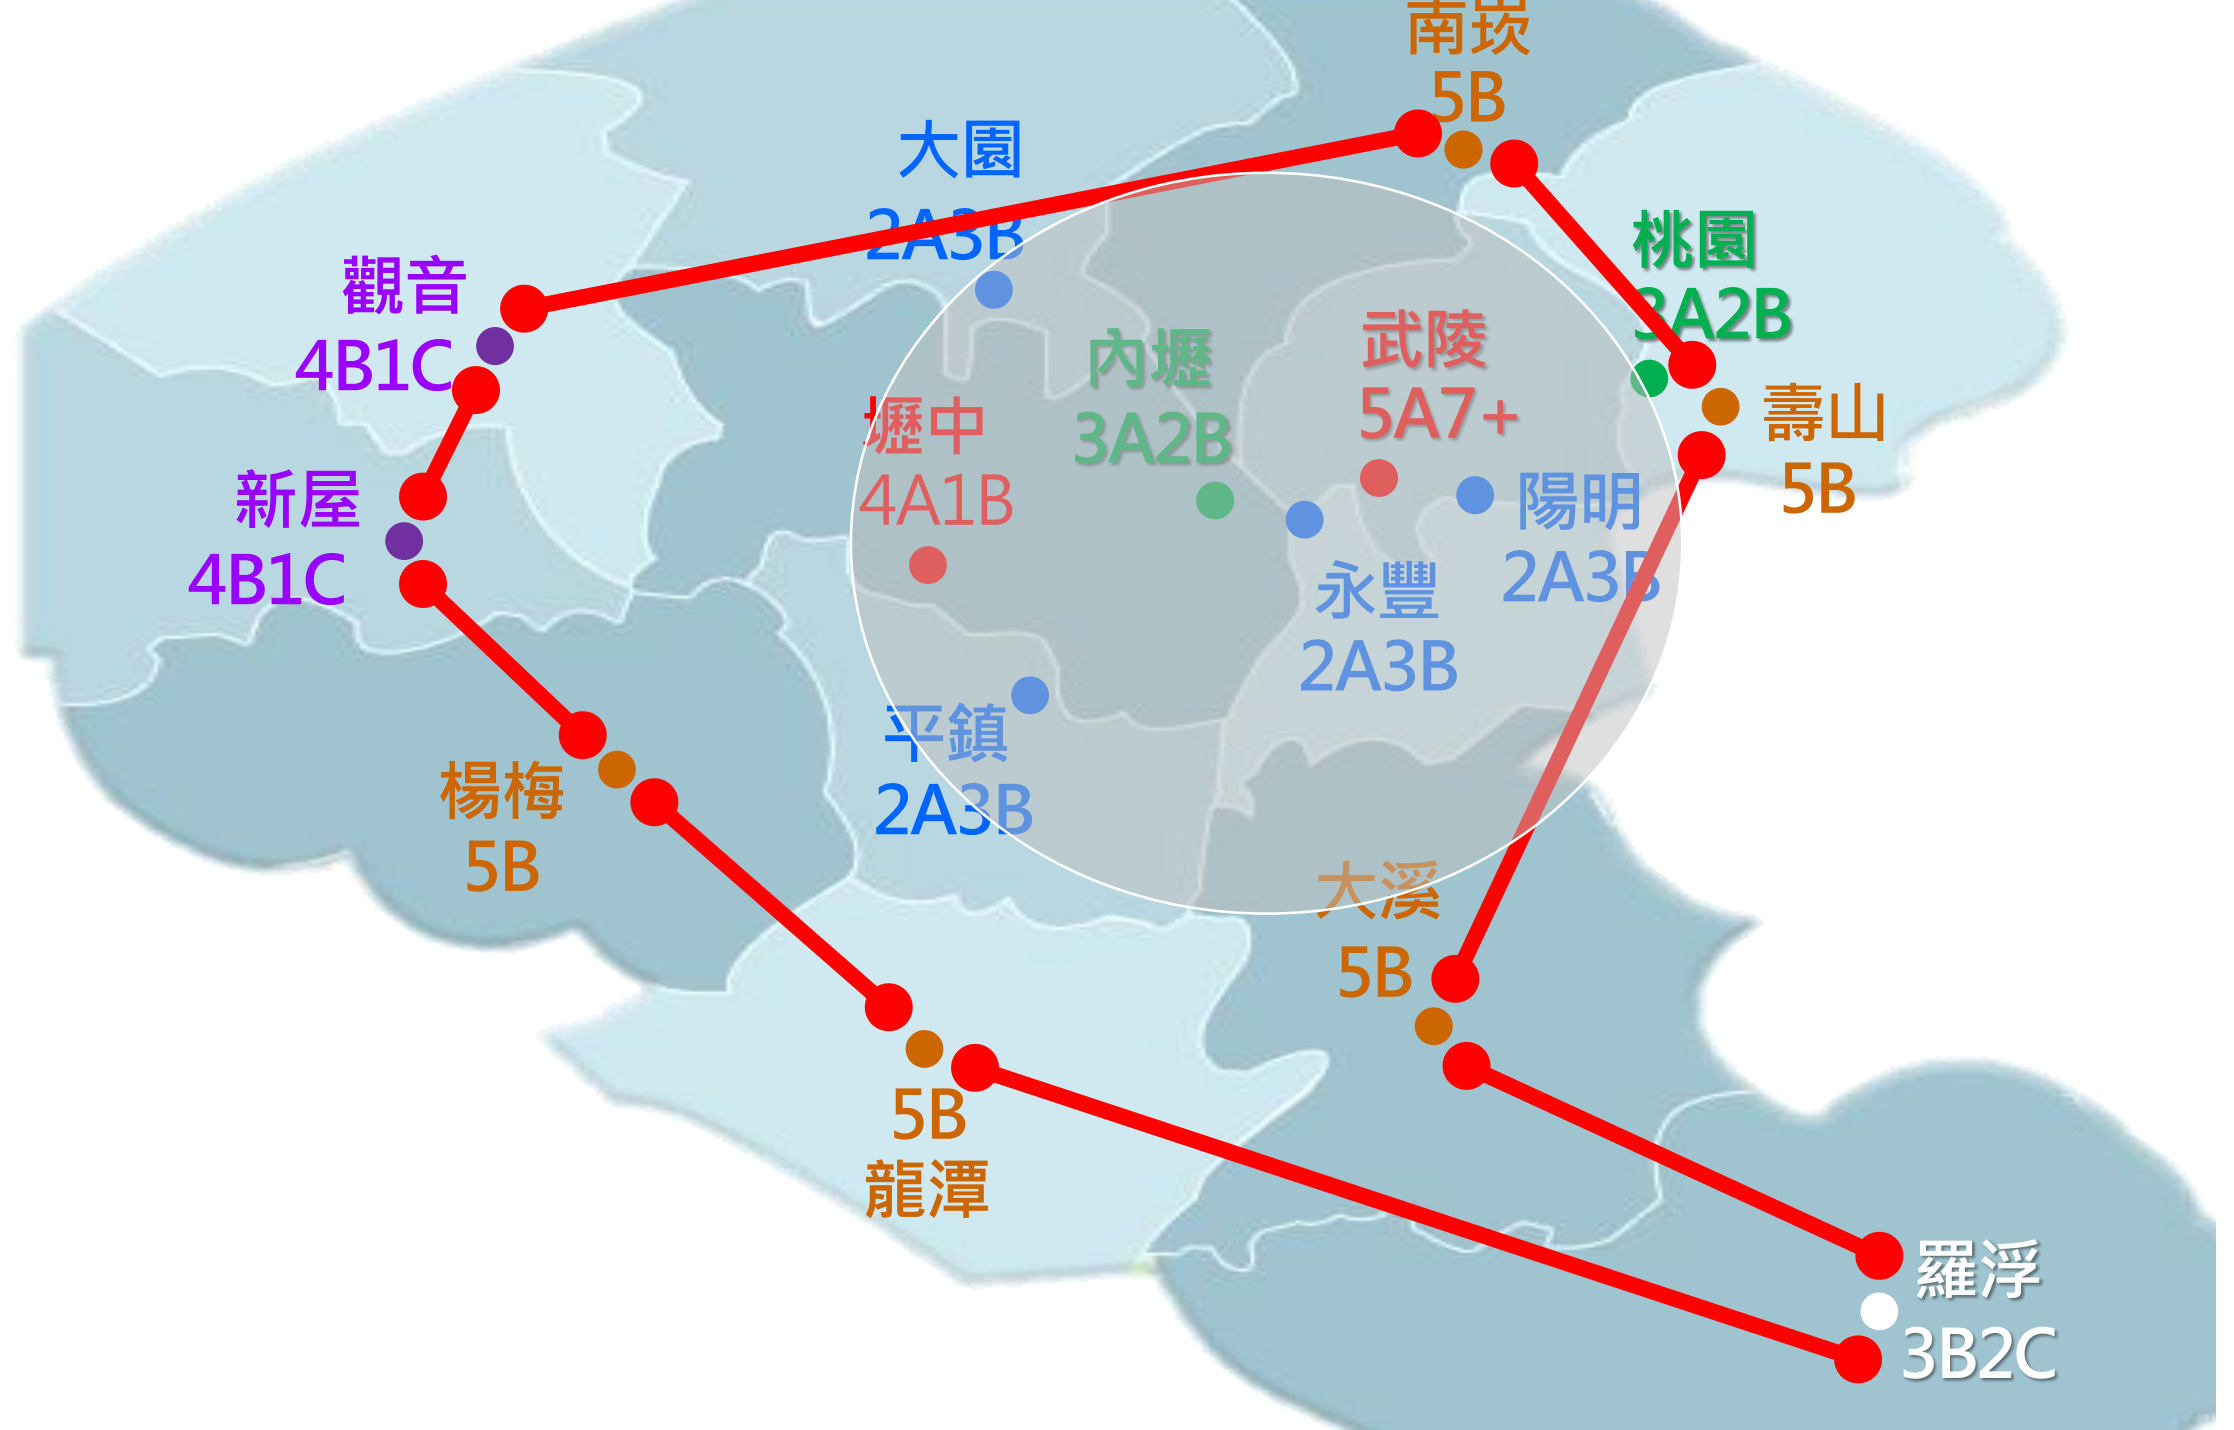 南崁
5B
大園
2A3B
桃園
3A2B
觀音
4B1C
內壢
3A2B
武陵
5A7+
壢中
4A1B
壽山
5B
新屋
4B1C
陽明
2A3B
永豐
2A3B
平鎮
2A3B
楊梅
5B
大溪
5B
5B
龍潭
羅浮
3B2C